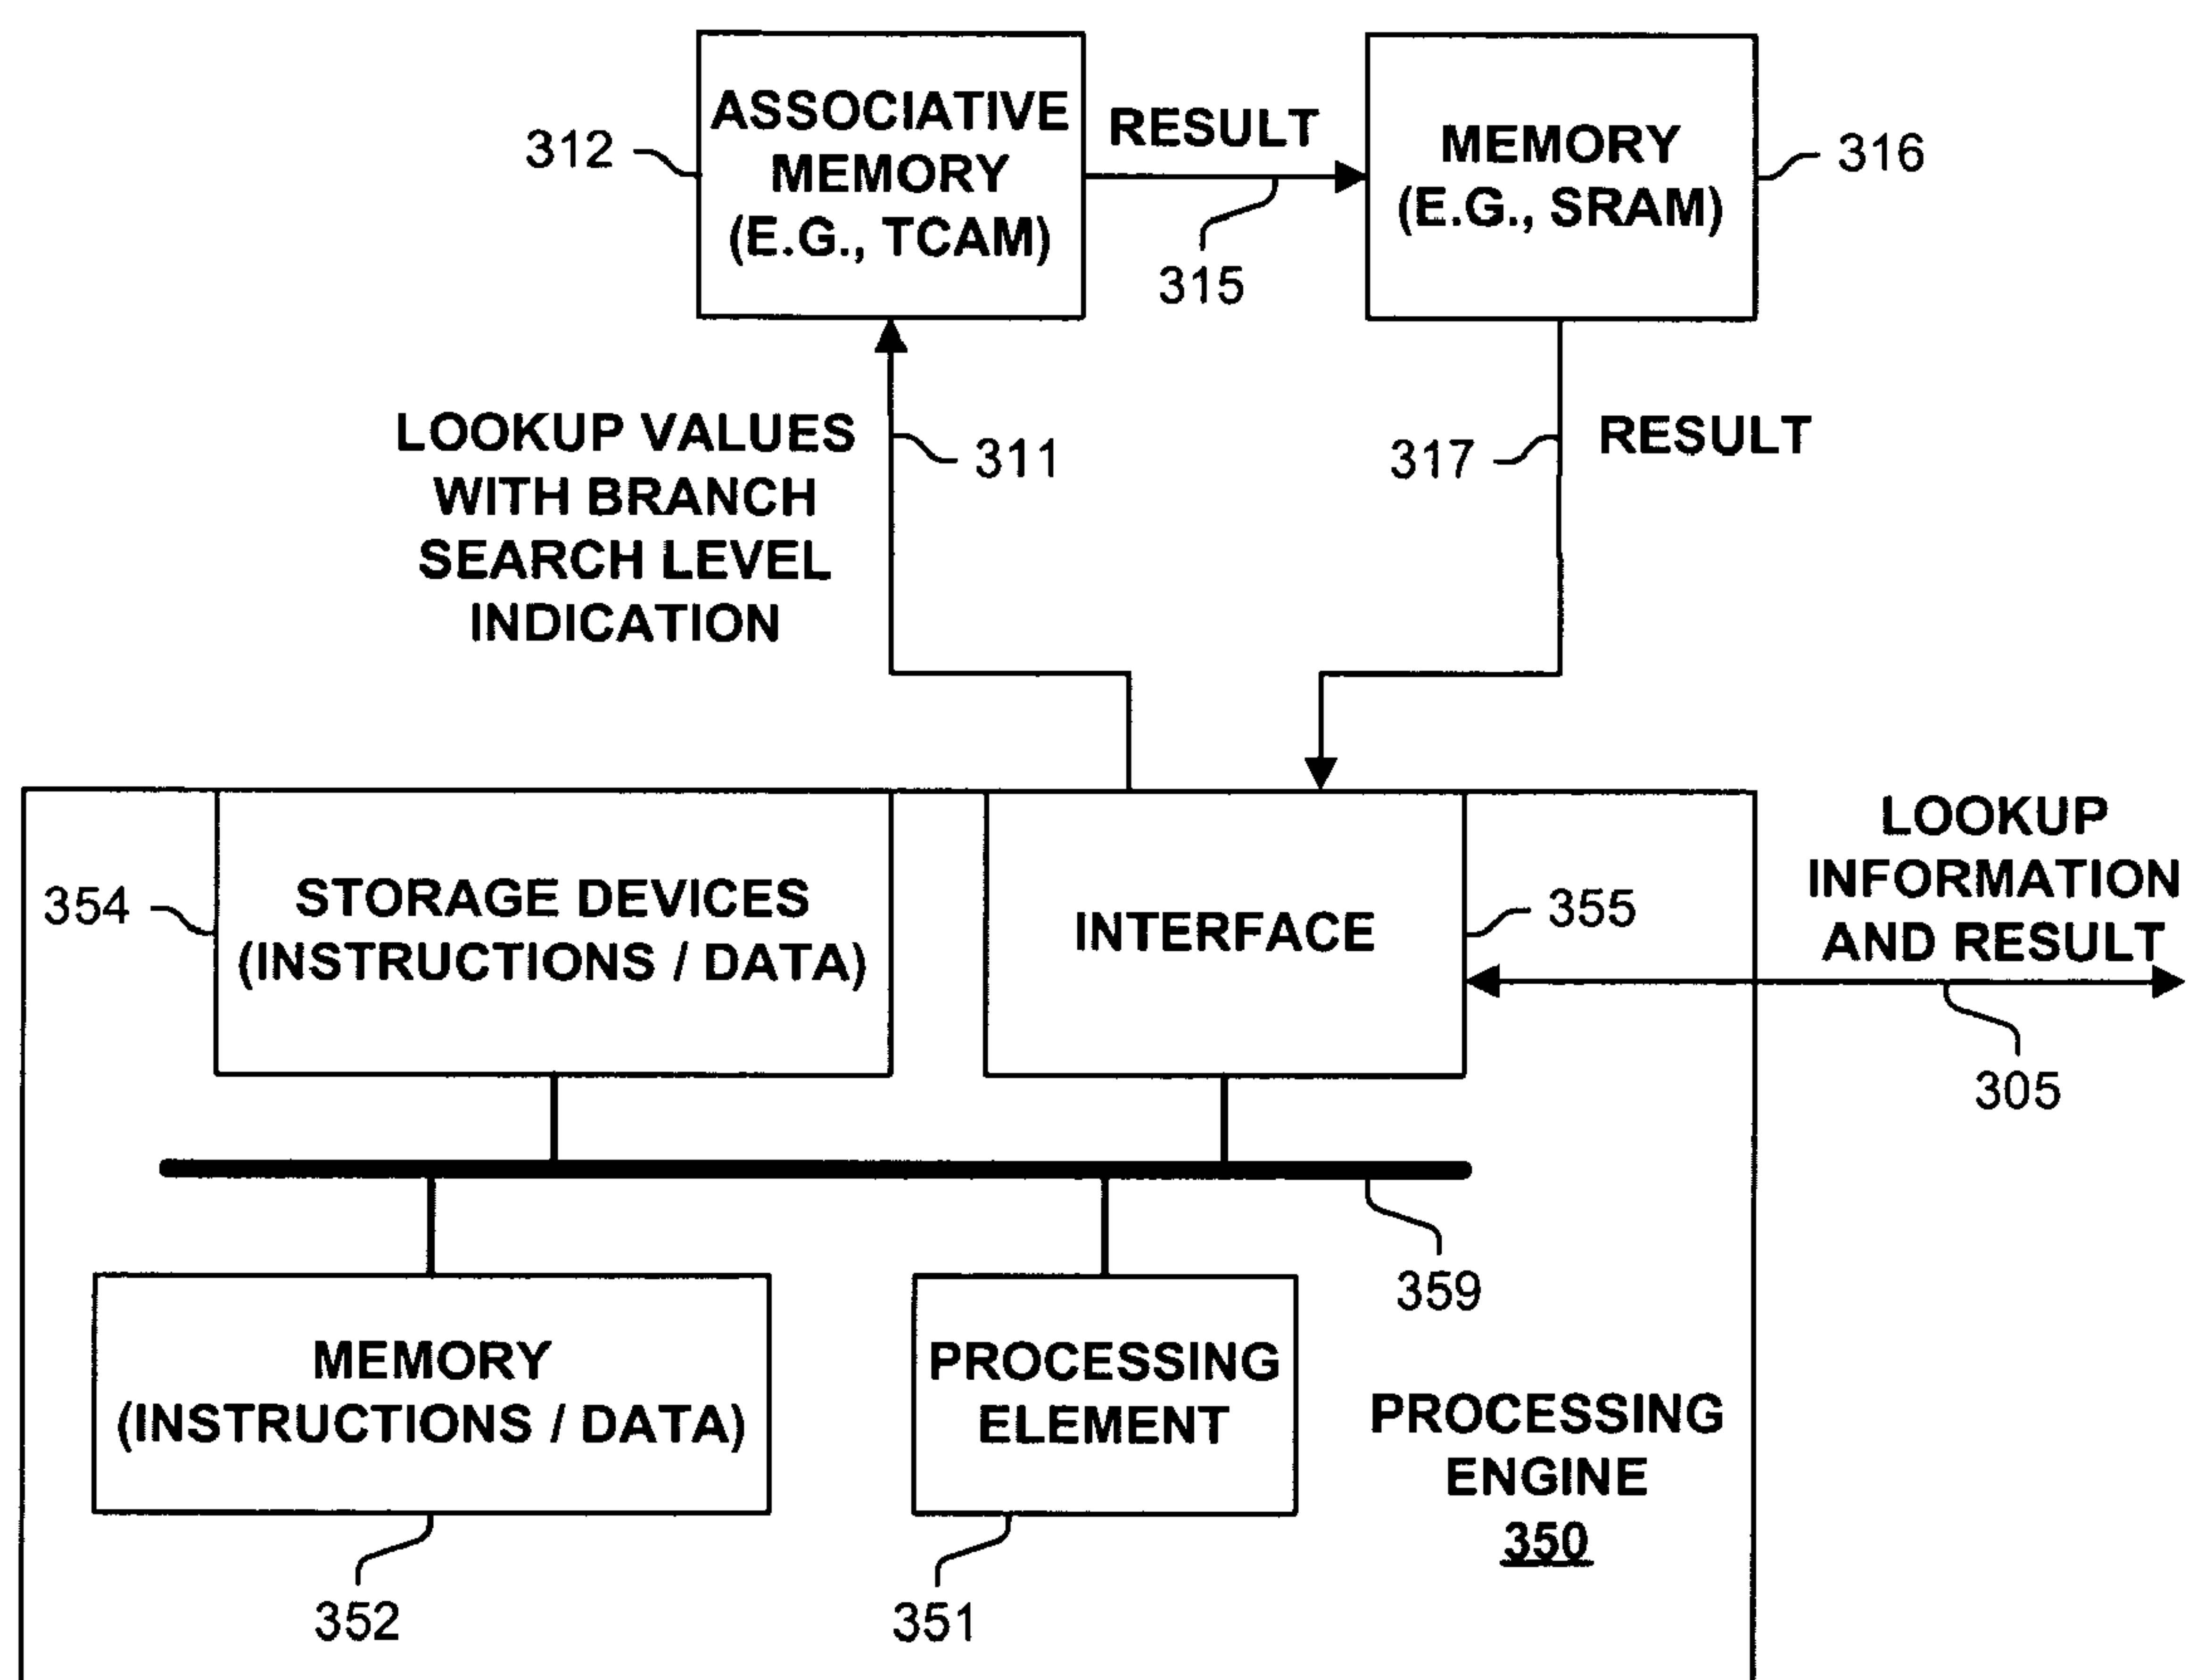 ASSOCIATIVE
MEMORY
(E.G., TCAM)
312
RESULT
315
MEMORY
(E.G., SRAM)
316
LOOKUP VALUES
WITH BRANCH
SEARCH LEVEL
INDICATION
311
317
RESULT
354
STORAGE DEVICES
(INSTRUCTIONS / DATA)
INTERFACE
355
LOOKUP
INFORMATION
AND RESULT
305
359
MEMORY
(INSTRUCTIONS / DATA)
352
PROCESSING
ELEMENT
351
PROCESSING
ENGINE
350